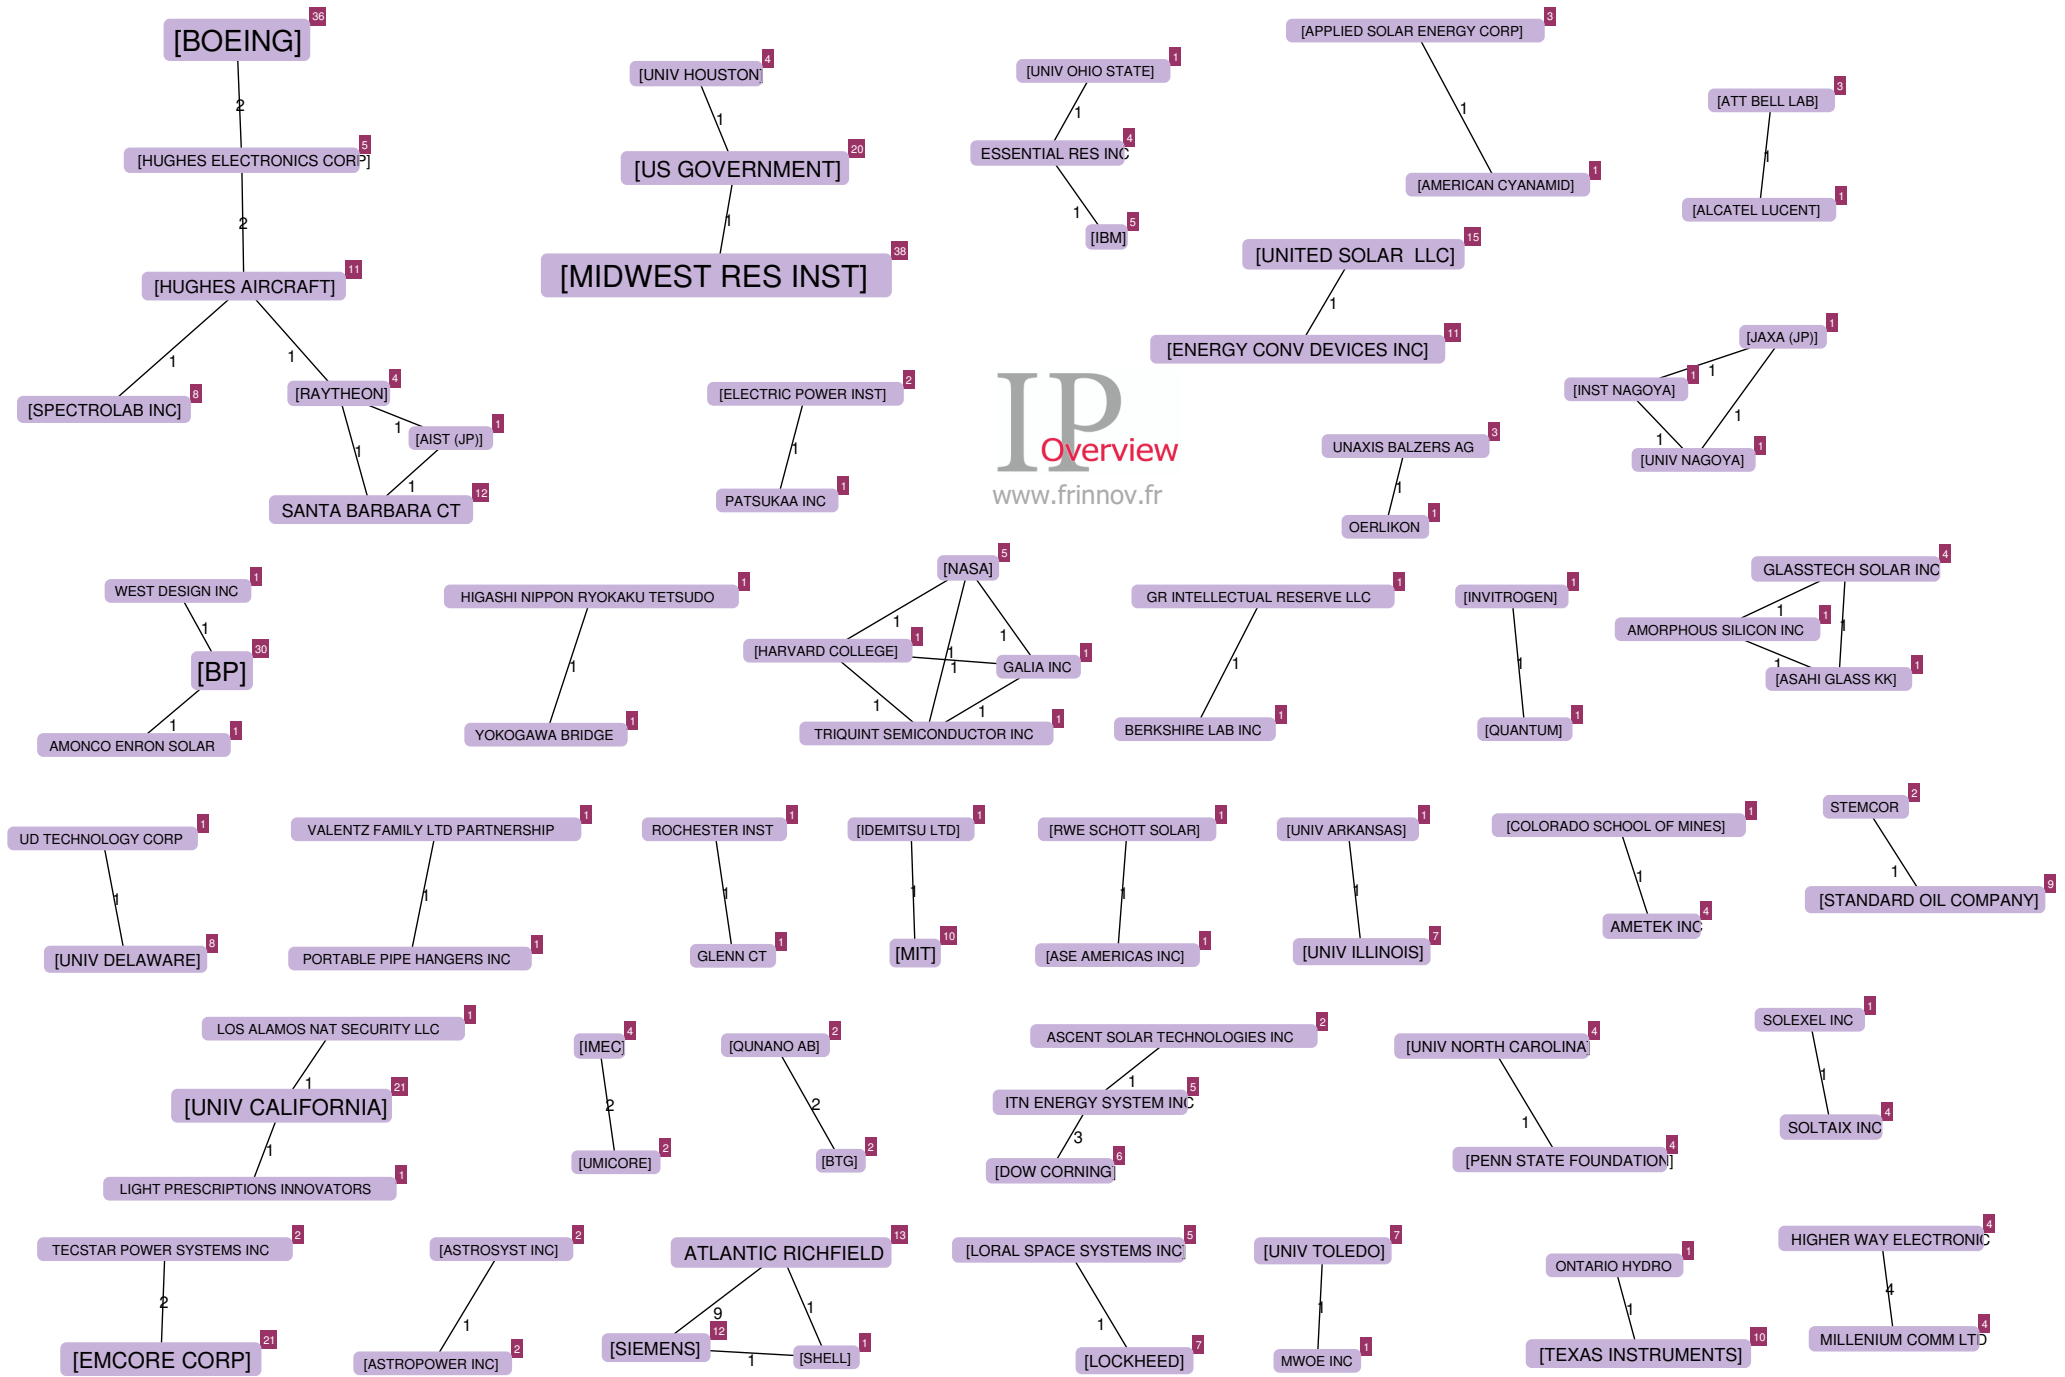 [BOEING]
36
2
[HUGHES ELECTRONICS CORP]
5
2
[HUGHES AIRCRAFT]
11
1
1
[SPECTROLAB INC]
8
[RAYTHEON]
4
1
1
[AIST (JP)]
1
1
SANTA BARBARA CT
12
[UNIV HOUSTON]
4
1
[US GOVERNMENT]
20
1
[MIDWEST RES INST]
38
[UNIV OHIO STATE]
1
1
ESSENTIAL RES INC
4
1
[IBM]
5
[APPLIED SOLAR ENERGY CORP]
3
1
[AMERICAN CYANAMID]
1
[ATT BELL LAB]
3
1
[ALCATEL LUCENT]
1
[UNITED SOLAR  LLC]
15
1
[ENERGY CONV DEVICES INC]
11
[JAXA (JP)]
1
1
[INST NAGOYA]
1
1
1
[UNIV NAGOYA]
1
[ELECTRIC POWER INST]
2
1
PATSUKAA INC
1
IP
Overview
www.frinnov.fr
UNAXIS BALZERS AG
3
1
OERLIKON
1
WEST DESIGN INC
1
1
[BP]
30
1
AMONCO ENRON SOLAR
1
HIGASHI NIPPON RYOKAKU TETSUDO
1
1
YOKOGAWA BRIDGE
1
[NASA]
5
1
1
[HARVARD COLLEGE]
1
1
1
GALIA INC
1
1
1
TRIQUINT SEMICONDUCTOR INC
1
GR INTELLECTUAL RESERVE LLC
1
1
BERKSHIRE LAB INC
1
[INVITROGEN]
1
1
[QUANTUM]
1
GLASSTECH SOLAR INC
4
1
1
AMORPHOUS SILICON INC
1
1
[ASAHI GLASS KK]
1
UD TECHNOLOGY CORP
1
1
[UNIV DELAWARE]
8
VALENTZ FAMILY LTD PARTNERSHIP
1
1
PORTABLE PIPE HANGERS INC
1
ROCHESTER INST
1
1
GLENN CT
1
[IDEMITSU LTD]
1
1
[MIT]
10
[RWE SCHOTT SOLAR]
1
1
[ASE AMERICAS INC]
1
[UNIV ARKANSAS]
1
1
[UNIV ILLINOIS]
7
[COLORADO SCHOOL OF MINES]
1
1
AMETEK INC
4
STEMCOR
2
1
[STANDARD OIL COMPANY]
9
LOS ALAMOS NAT SECURITY LLC
1
1
[UNIV CALIFORNIA]
21
1
LIGHT PRESCRIPTIONS INNOVATORS
1
[IMEC]
4
2
[UMICORE]
2
[QUNANO AB]
2
2
[BTG]
2
ASCENT SOLAR TECHNOLOGIES INC
2
1
ITN ENERGY SYSTEM INC
5
3
[DOW CORNING]
6
[UNIV NORTH CAROLINA]
4
1
[PENN STATE FOUNDATION]
4
SOLEXEL INC
1
1
SOLTAIX INC
4
TECSTAR POWER SYSTEMS INC
2
2
[EMCORE CORP]
21
[ASTROSYST INC]
2
1
[ASTROPOWER INC]
2
ATLANTIC RICHFIELD
13
9
1
[SIEMENS]
12
1
[SHELL]
1
[LORAL SPACE SYSTEMS INC]
5
1
[LOCKHEED]
7
[UNIV TOLEDO]
7
1
MWOE INC
1
ONTARIO HYDRO
1
1
[TEXAS INSTRUMENTS]
10
HIGHER WAY ELECTRONIC
4
4
MILLENIUM COMM LTD
4